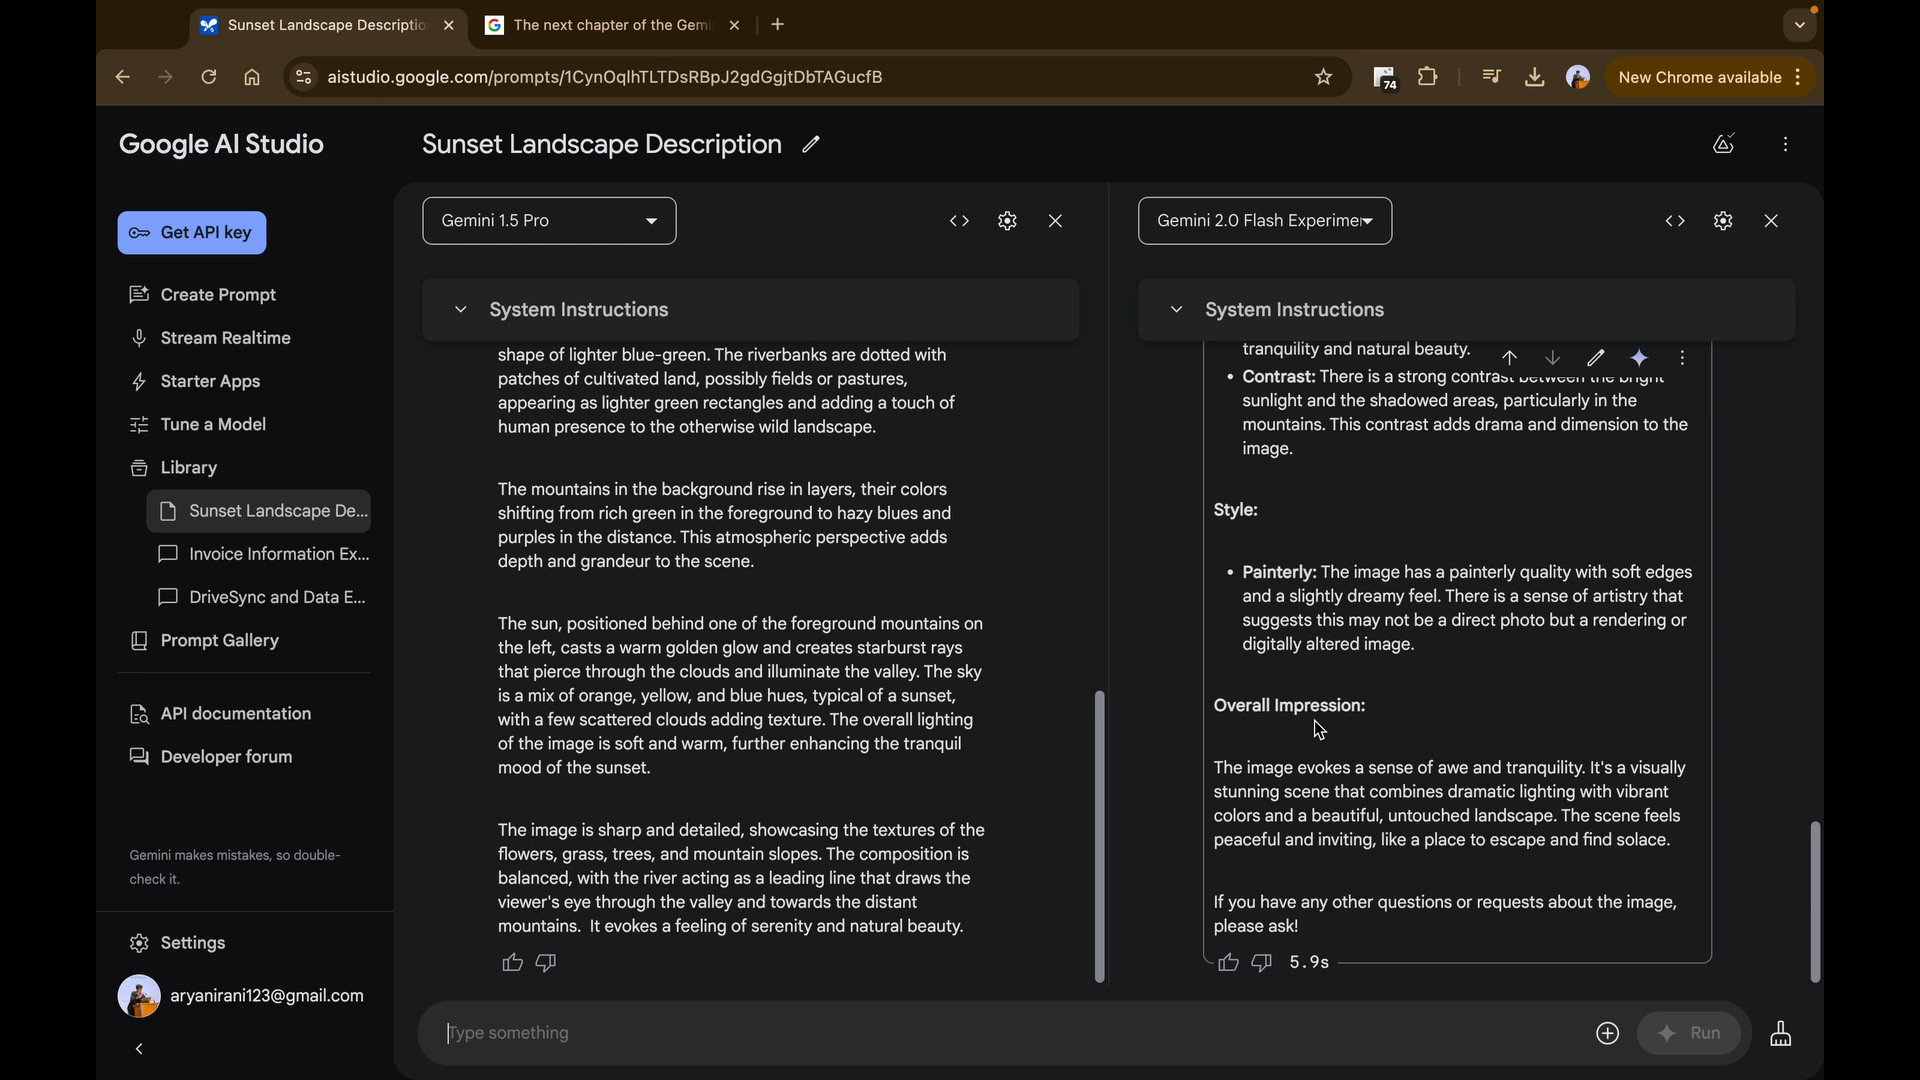 Sunset Landscape Descriptio
The next chapter of the Gemi
aistudio.google.com/prompts/1CynOqlhTLTDsRBpJ2gdGgjtDbTAGucfB
74
New Chrome available
Google AI Studio
Sunset Landscape Description
Get API key
Create Prompt
Stream Realtime
Starter Apps
Tune a Model
Library
Sunset Landscape De...
Invoice Information Ex...
DriveSync and Data E...
Prompt Gallery
API documentation
Developer forum
Gemini makes mistakes, so double-
check it.
Settings
aryanirani123@gmail.com
Gemini 1.5 Pro
System Instructions
shape of lighter blue-green. The riverbanks are dotted with
patches of cultivated land, possibly fields or pastures,
appearing as lighter green rectangles and adding a touch of
human presence to the otherwise wild landscape.
The mountains in the background rise in layers, their colors
shifting from rich green in the foreground to hazy blues and
purples in the distance. This atmospheric perspective adds
depth and grandeur to the scene.
The sun, positioned behind one of the foreground mountains on
the left, casts a warm golden glow and creates starburst rays
that pierce through the clouds and illuminate the valley. The sky
is a mix of orange, yellow, and blue hues, typical of a sunset,
with a few scattered clouds adding texture. The overall lighting
of the image is soft and warm, further enhancing the tranquil
mood of the sunset.
The image is sharp and detailed, showcasing the textures of the
flowers, grass, trees, and mountain slopes. The composition is
balanced, with the river acting as a leading line that draws the
viewer's eye through the valley and towards the distant
mountains. It evokes a feeling of serenity and natural beauty.
Gemini 2.0 Flash Experimer
System Instructions
tranquility and natural beauty.
Contrast: There is a strong contrast between the bright
sunlight and the shadowed areas, particularly in the
mountains. This contrast adds drama and dimension to the
image.
Style:
Painterly: The image has a painterly quality with soft edges
and a slightly dreamy feel. There is a sense of artistry that
suggests this may not be a direct photo but a rendering or
digitally altered image.
Overall Impression:
The image evokes a sense of awe and tranquility. It's a visually
stunning scene that combines dramatic lighting with vibrant
colors and a beautiful, untouched landscape. The scene feels
peaceful and inviting, like a place to escape and find solace.
If you have any other questions or requests about the image,
please ask!
5.9s
Type something
Run